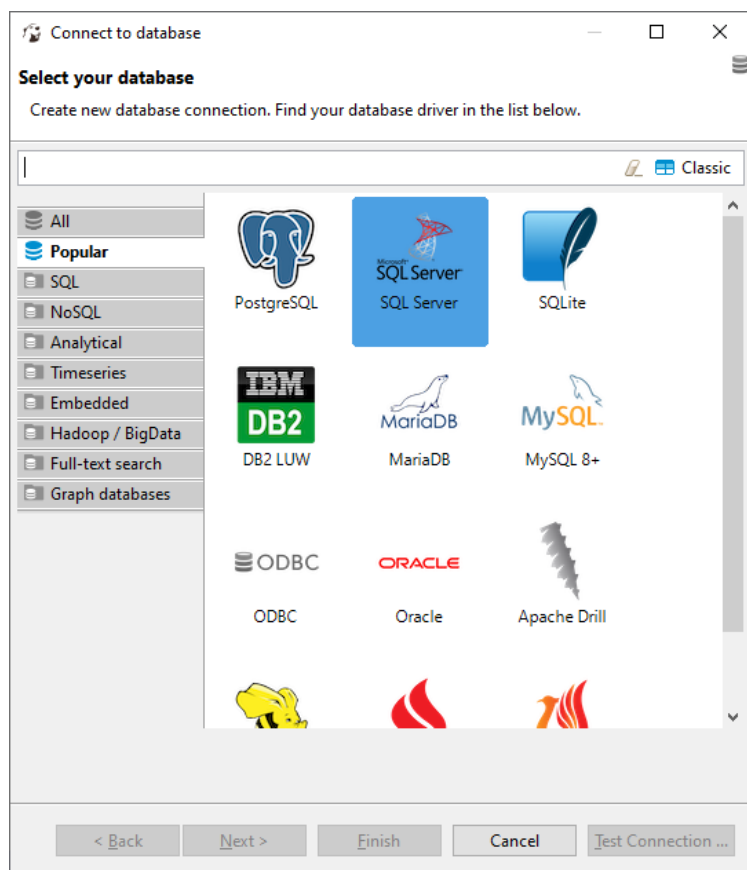 Connect to database
Select your database
Create new database connection. Find your database driver in the list below.
Classic
All
Popular
SQL
NoSQL
Analytical
Timeseries
Embedded
Hadoop / BigData
Full-text search
Graph databases
PostgreSQL
Microsoft
SQL Server
SQL Server
SQLite
IBM
DB2
DB2 LUW
MariaDB
MariaDB
MySQL
MySQL 8+
ODBC
ODBC
ORACLE
Oracle
Apache Drill
< Back
Next >
Finish
Cancel
Test Connection ...